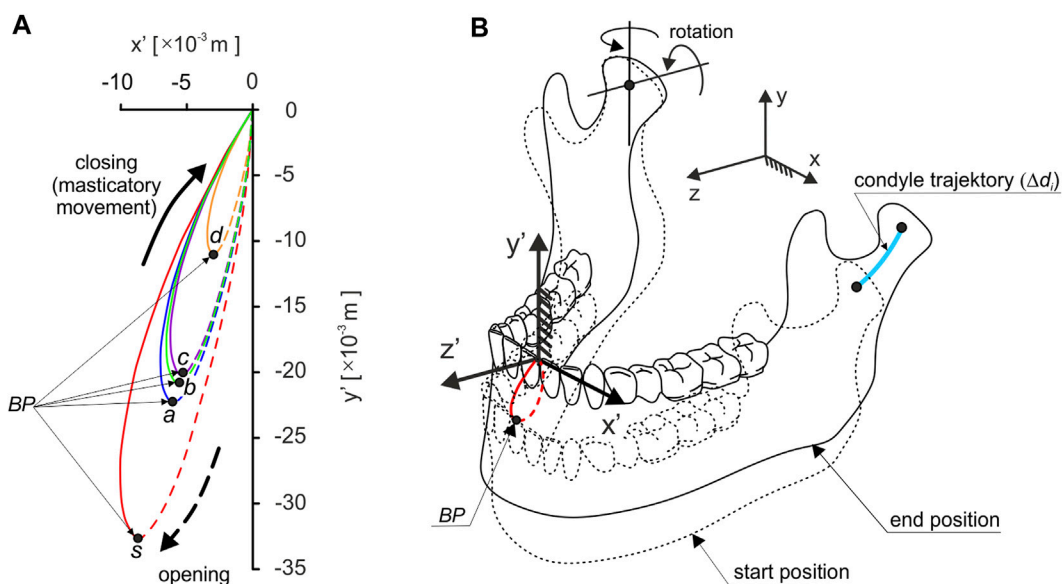 A
x' [ ×10⁻³ m ]
-10 -5 0
0
-5
-10
-15
-20
-25
-30
-35
y' [ ×10⁻³ m ]
closing
(masticatory
movement)
d
c
b
a
BP
s
opening
B
rotation
y
x
z
condyle trajektory (Δdᵢ)
y'
z'
x'
BP
end position
start position